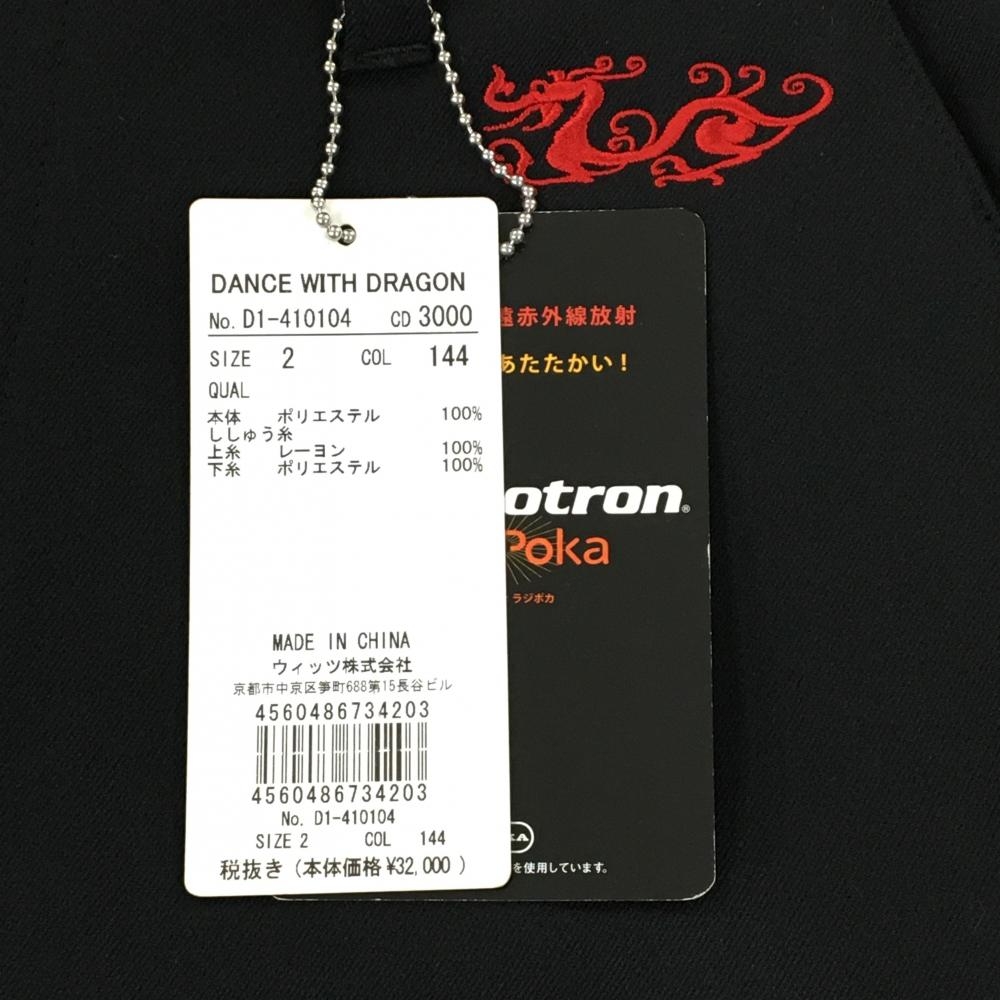 DANCE WITH DRAGON
No. D1-410104 CD 3000
SIZE 2 COL 144
QUAL
本体 ポリエステル 100%
ししゅう糸
上糸 レーヨン 100%
下糸 ポリエステル 100%
MADE IN CHINA
ウィッツ株式会社
京都市中京区笋町688第15長谷ビル
4560486734203
4560486734203
No. D1-410104
SIZE 2 COL 144
税抜き (本体価格 ¥32,000 )
遠赤外線放射
あたたかい!
otron®
Poka
ラジポカ
KA
を使用しています。